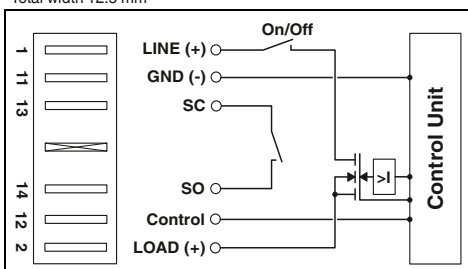 Total width 12.5 mm
On/Off
1 LINE (+)
11 GND (-)
13 SC
14 SO
12 Control
2 LOAD (+)
>I
Control Unit